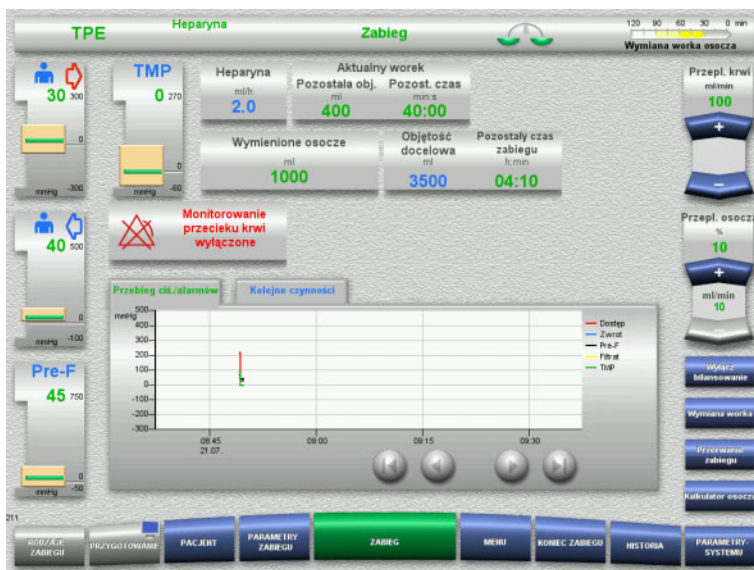 TPE
Heparyna
Zabieg
120 90 60 30 0 min
Wymiana worka osocza
30 300
0
mmHg -300
TMP
0 270
0
mmHg -60
Heparyna
ml/h
2.0
Aktualny worek
Pozostała obj. Pozost. czas
ml min:s
400 40:00
Wymienione osocze
ml
1000
Objętość docelowa
ml
3500
Pozostały czas zabiegu
h:min
04:10
Przepł. krwi
ml/min
100
+
–
40 500
0
mmHg -100
Monitorowanie
przecieku krwi
wyłączone
Przepł. osocza
%
10
+
ml/min
10
–
Pre-F
45 750
0
mmHg -50
Przebieg ciś./alarmów Kolejne czynności
mmHg
500
400
300
200
100
0
-100
-200
-300
08:45 09:00 09:15 09:30
21.07.
Dostęp
Zwrot
Pre-F
Filtrat
TMP
Wyłącz
bilansowanie
Wymiana worka
Przerwanie
zabiegu
Kalkulator osocza
211
RODZAJE
ZABIEGU
PRZYGOTOWANIE
PACJENT
PARAMETRY
ZABIEGU
ZABIEG
MENU
KONIEC ZABIEGU
HISTORIA
PARAMETRY-
SYSTEMU